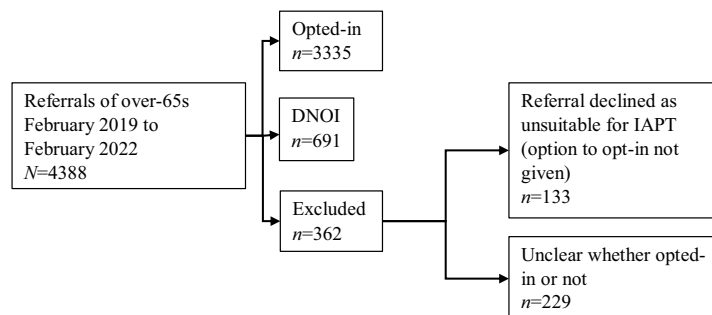 Referrals of over-65s
February 2019 to
February 2022
N=4388
Opted-in
n=3335
DNOI
n=691
Excluded
n=362
Referral declined as
unsuitable for IAPT
(option to opt-in not
given)
n=133
Unclear whether opted-
in or not
n=229